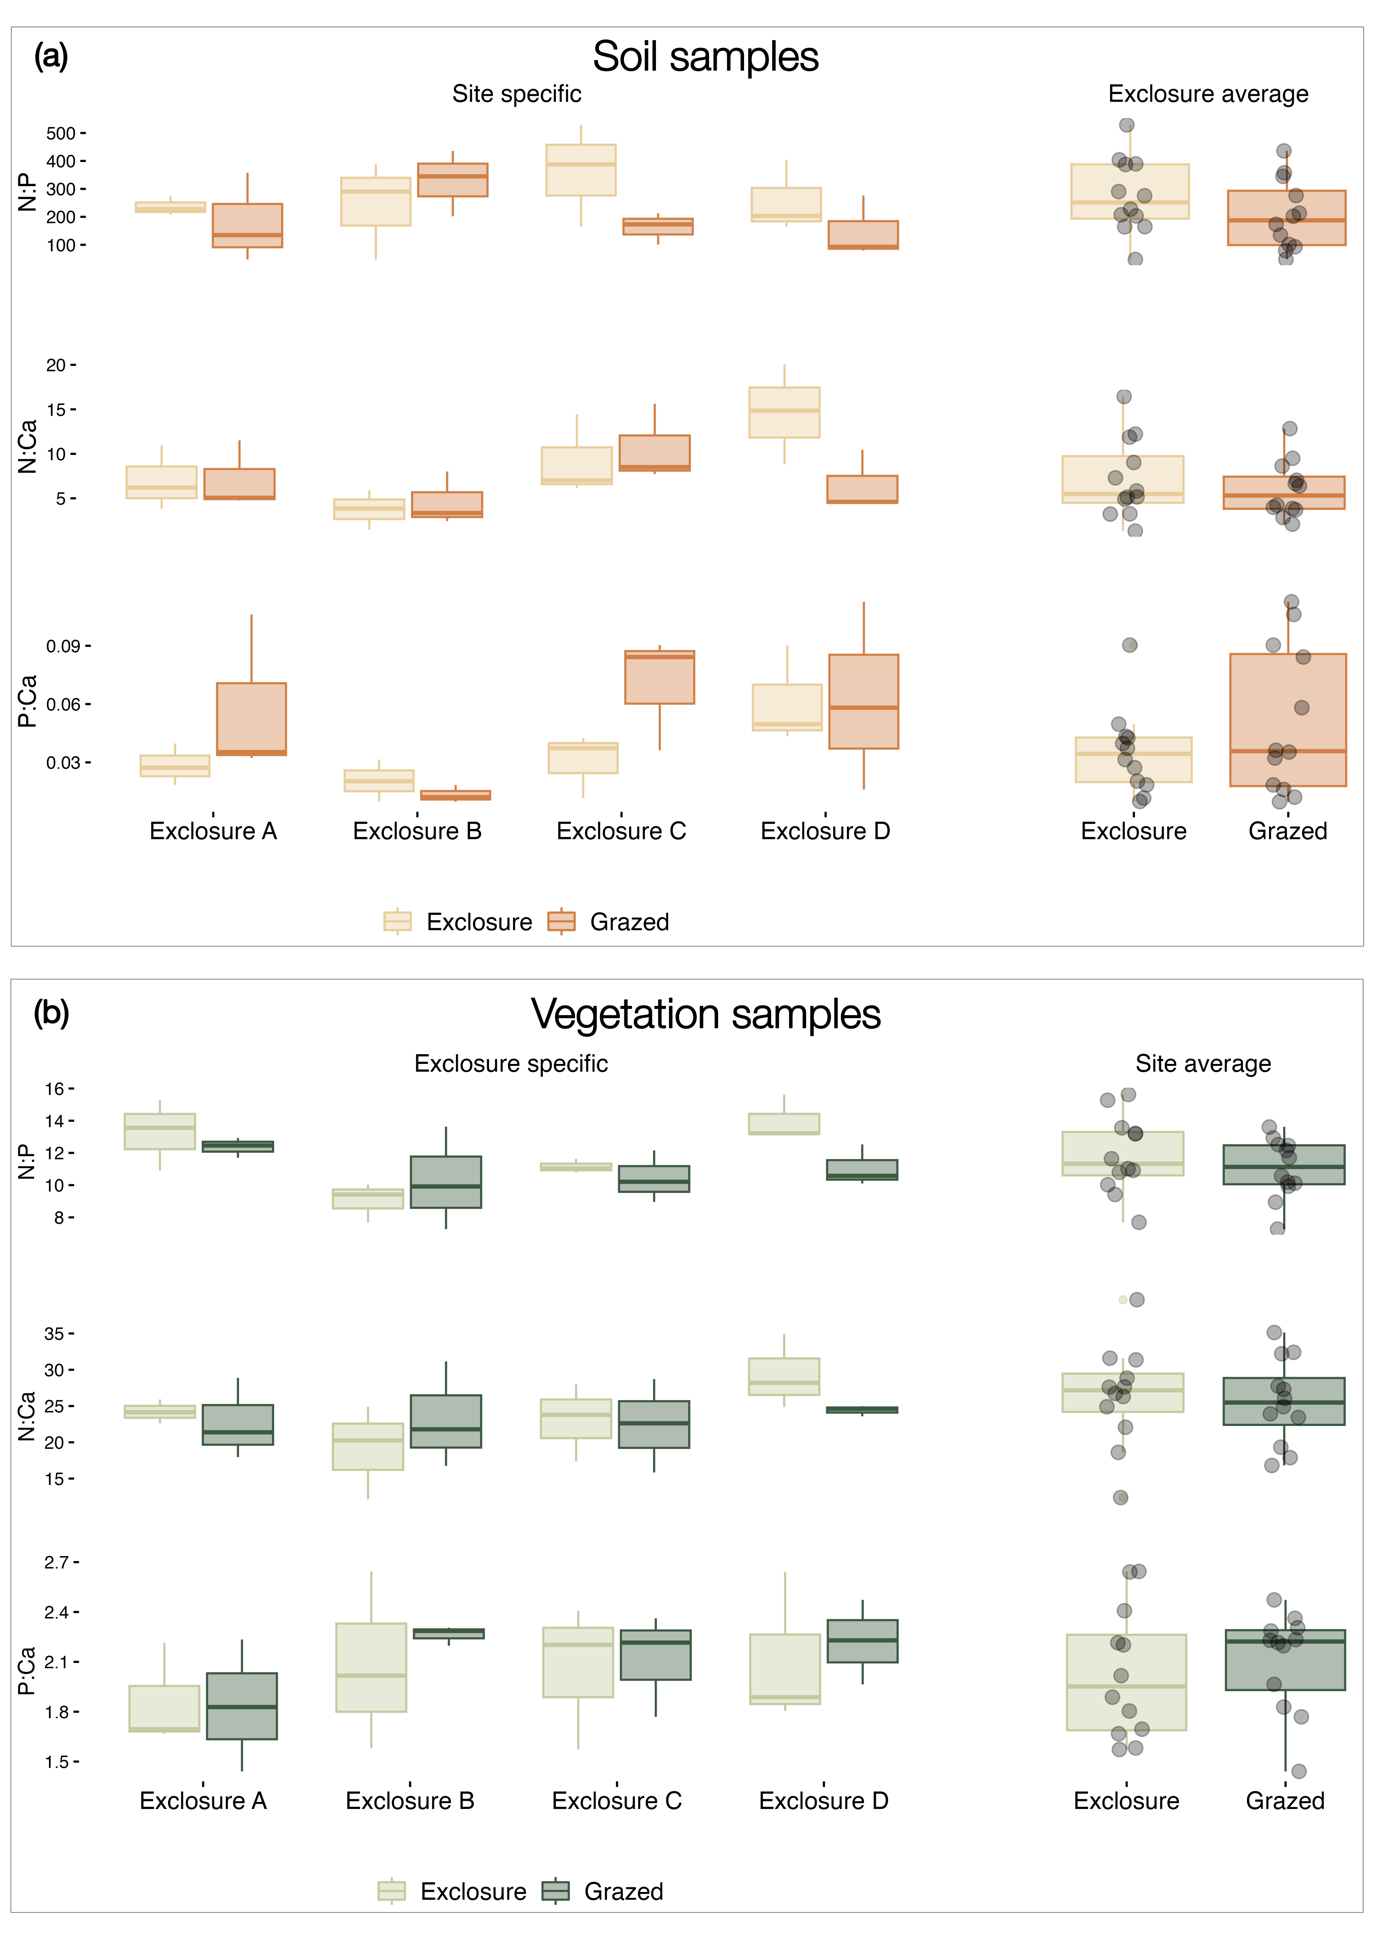 (a)
Soil samples
Site specific
Exclosure average
N:P
500
400
300
200
100
N:Ca
20
15
10
5
P:Ca
0.09
0.06
0.03
Exclosure A
Exclosure B
Exclosure C
Exclosure D
Exclosure
Grazed
Exclosure
Grazed
(b)
Vegetation samples
Exclosure specific
Site average
N:P
16
14
12
10
8
N:Ca
35
30
25
20
15
P:Ca
2.7
2.4
2.1
1.8
1.5
Exclosure A
Exclosure B
Exclosure C
Exclosure D
Exclosure
Grazed
Exclosure
Grazed